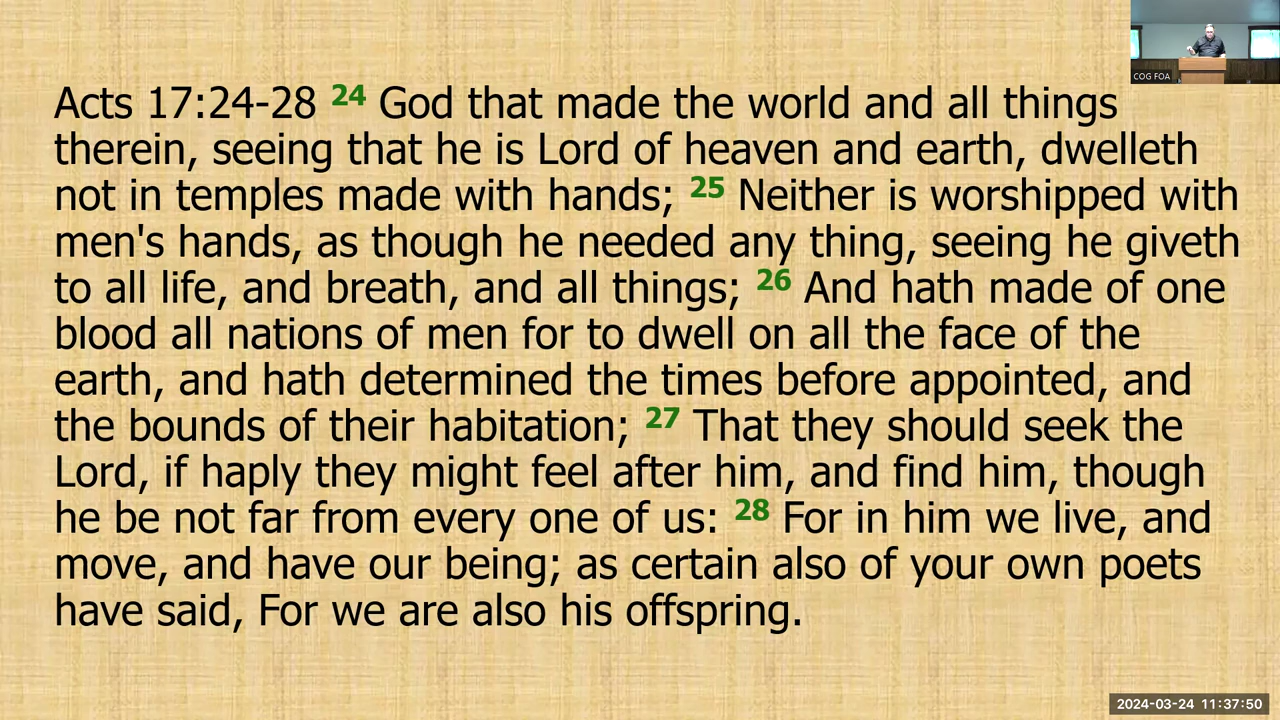 COG FOA
Acts 17:24-28 24 God that made the world and all things
therein, seeing that he is Lord of heaven and earth, dwelleth
not in temples made with hands; 25 Neither is worshipped with
men's hands, as though he needed any thing, seeing he giveth
to all life, and breath, and all things; 26 And hath made of one
blood all nations of men for to dwell on all the face of the
earth, and hath determined the times before appointed, and
the bounds of their habitation; 27 That they should seek the
Lord, if haply they might feel after him, and find him, though
he be not far from every one of us: 28 For in him we live, and
move, and have our being; as certain also of your own poets
have said, For we are also his offspring.
2024-03-24 11:37:50